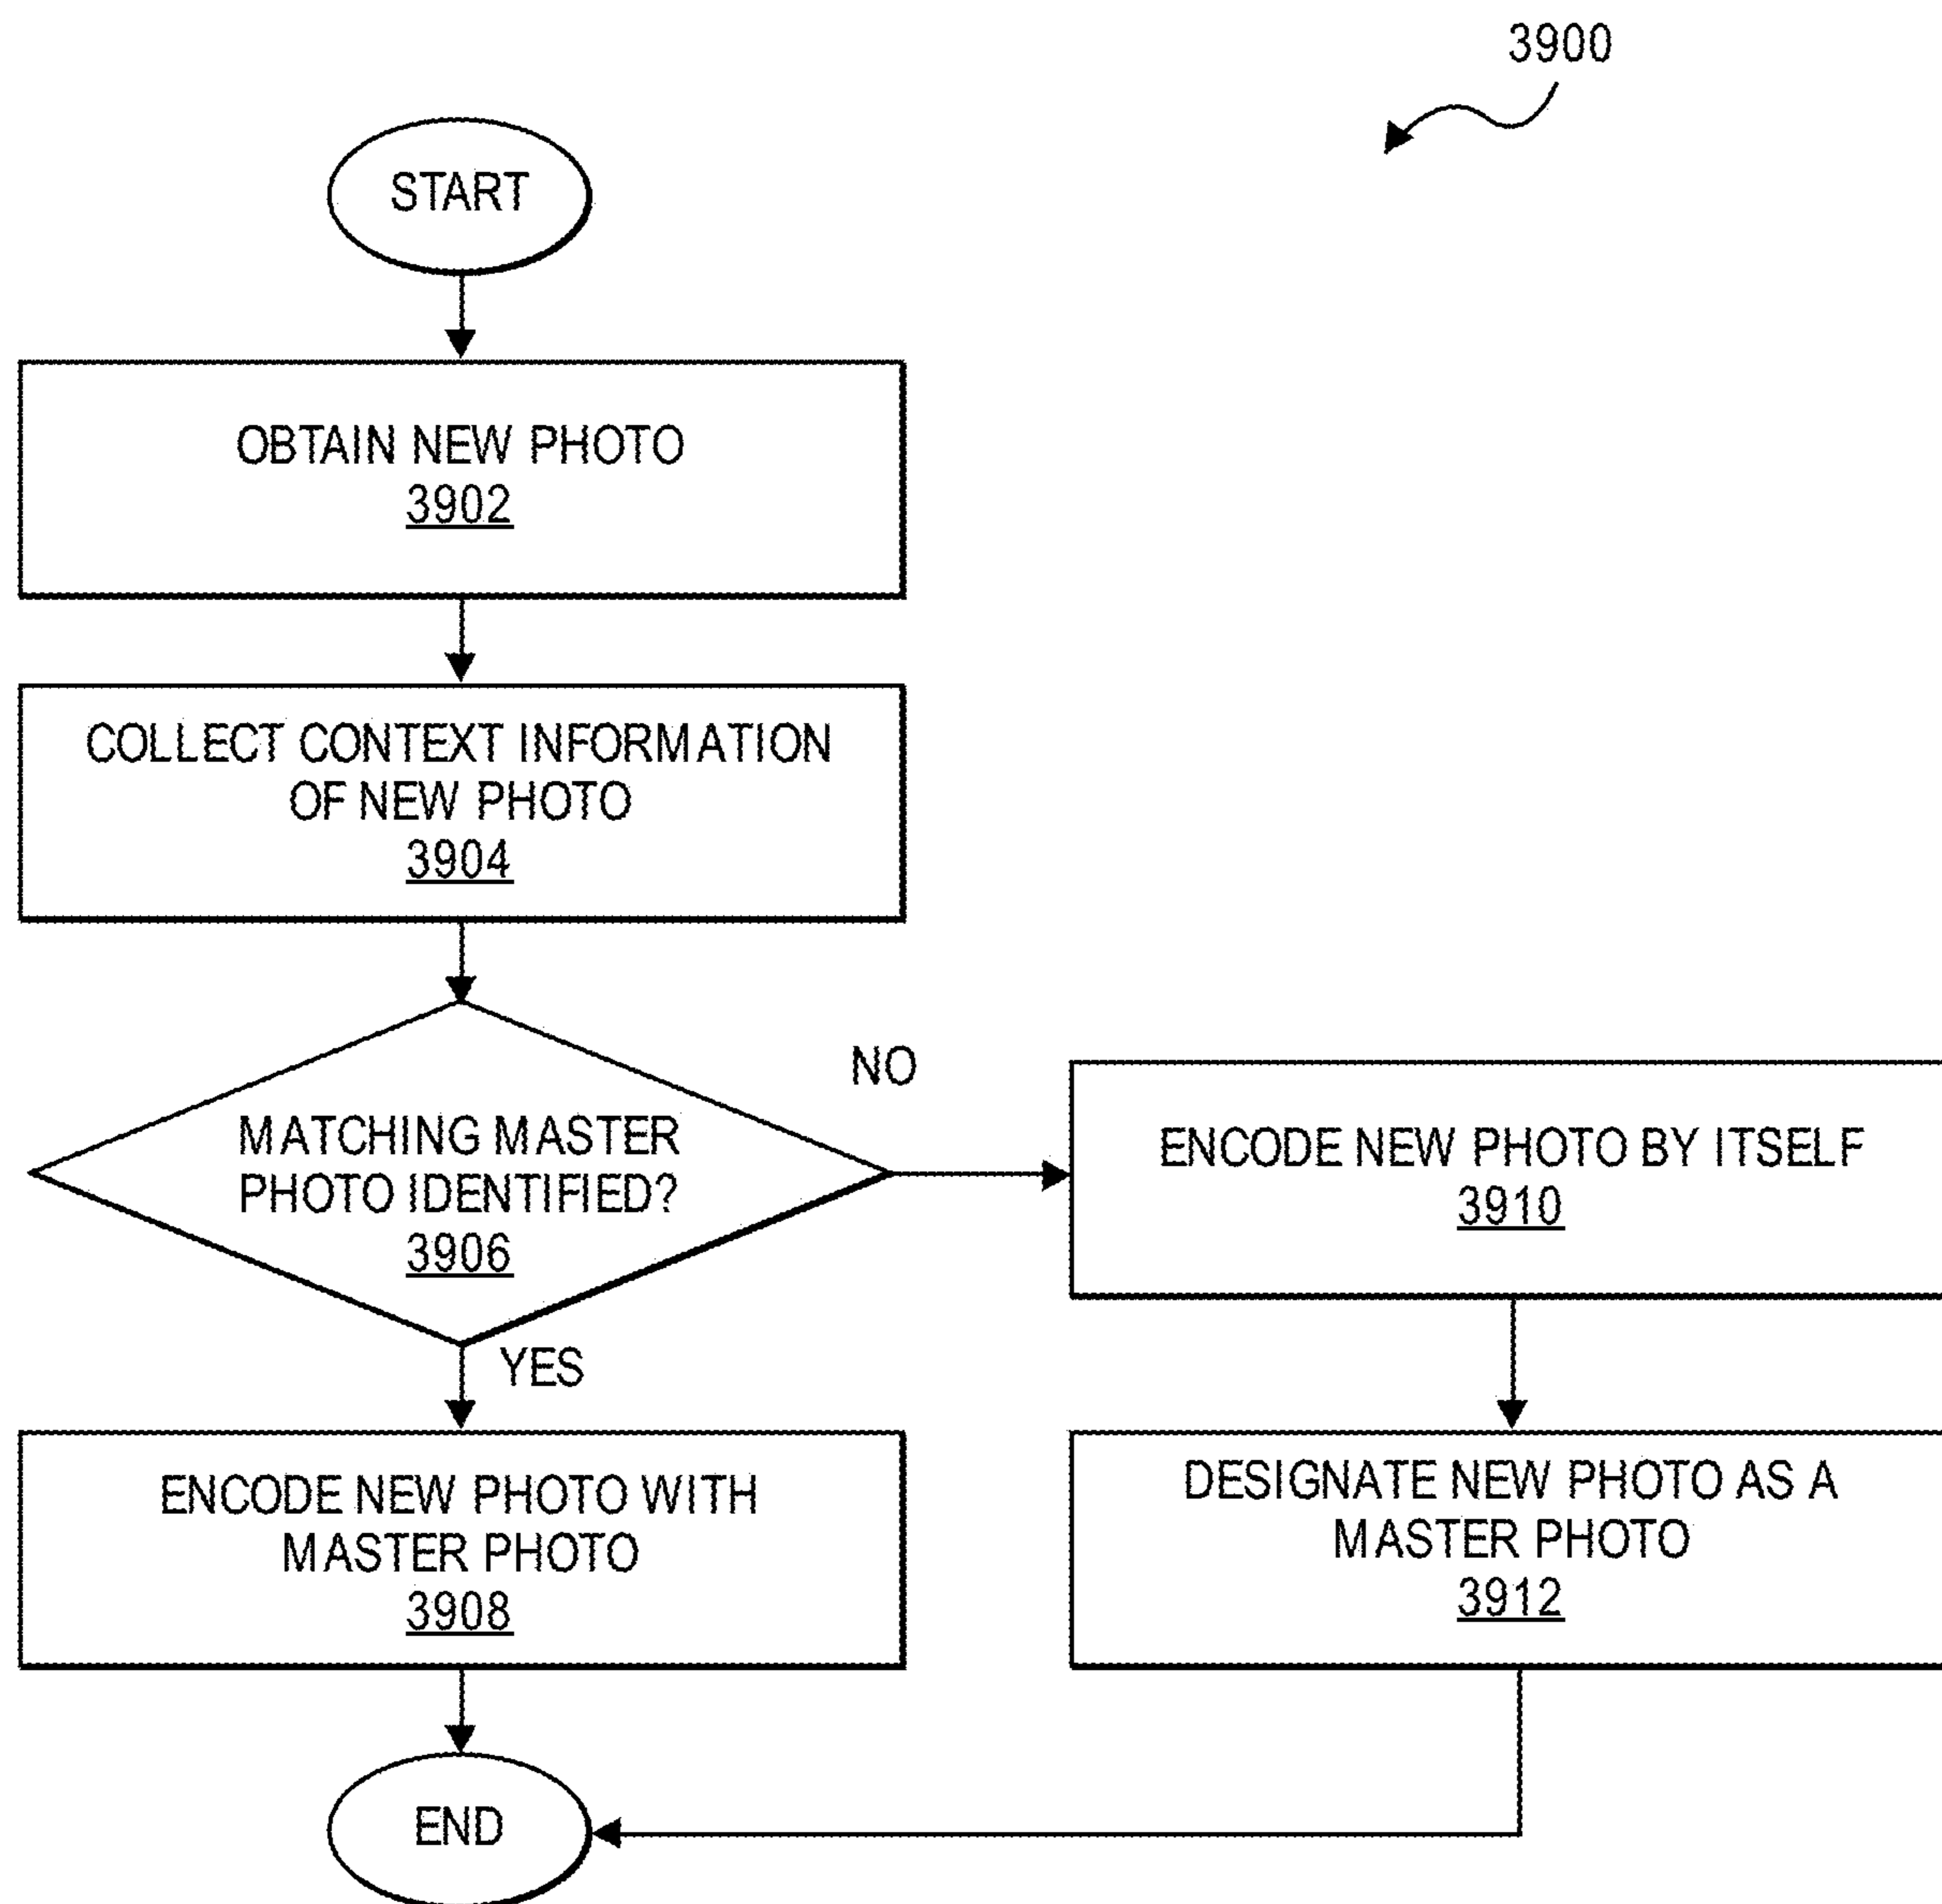 3900
START
OBTAIN NEW PHOTO
3902
COLLECT CONTEXT INFORMATION
OF NEW PHOTO
3904
MATCHING MASTER
PHOTO IDENTIFIED?
3906
NO
YES
ENCODE NEW PHOTO BY ITSELF
3910
ENCODE NEW PHOTO WITH
MASTER PHOTO
3908
DESIGNATE NEW PHOTO AS A
MASTER PHOTO
3912
END